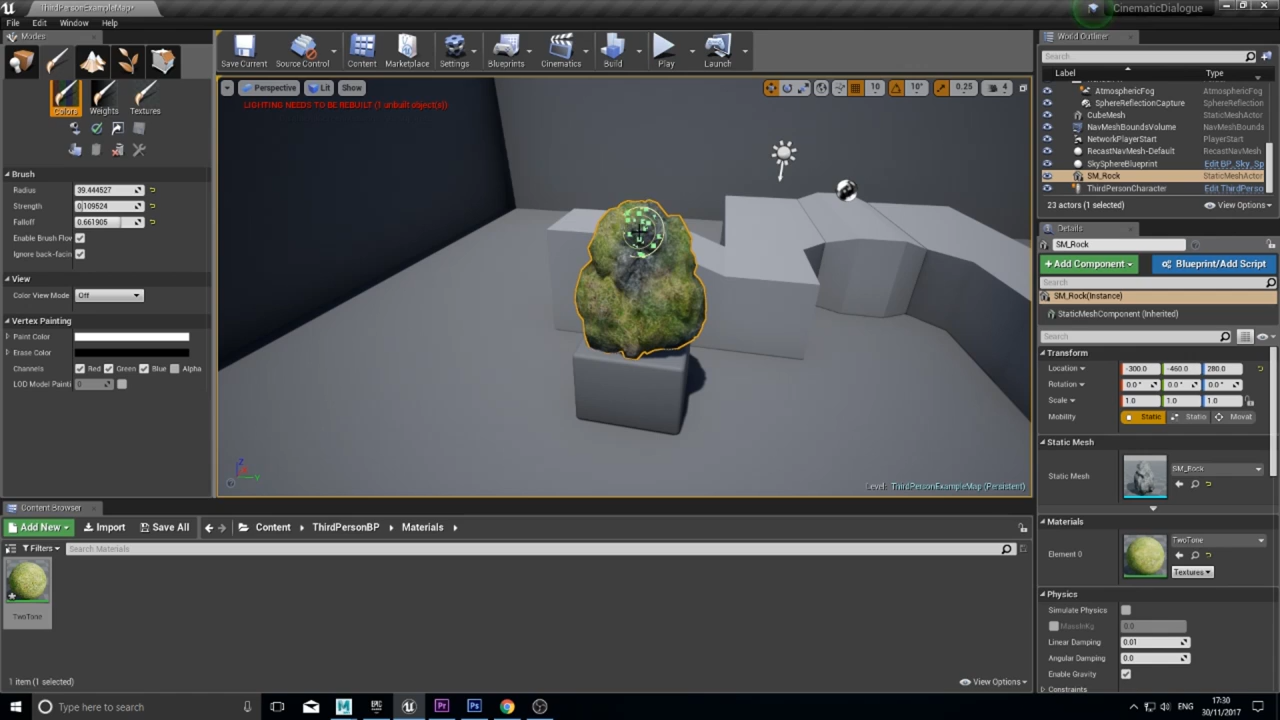 ThirdPersonExampleMap*
CinematicDialogue
File Edit Window Help
Modes
Colors Weights Textures
Brush
Radius 39.444527
Strength 0.109524
Falloff 0.661905
Enable Brush Flow
Ignore back-facin
View
Color View Mode Off
Vertex Painting
Paint Color
Erase Color
Channels Red Green Blue Alpha
LOD Model Painti 0
Save Current Source Control Content Marketplace Settings Blueprints Cinematics Build Play Launch
Perspective Lit Show
10 10° 0.25 4
LIGHTING NEEDS TO BE REBUILT (1 unbuilt object(s))
Z
Y
Level: ThirdPersonExampleMap (Persistent)
World Outliner
Search
Label Type
AtmosphericFog AtmosphericFog
SphereReflectionCapture SphereReflection
CubeMesh StaticMeshActor
NavMeshBoundsVolume NavMeshBounds
NetworkPlayerStart PlayerStart
RecastNavMesh-Default RecastNavMesh
SkySphereBlueprint Edit BP_Sky_Sp
SM_Rock StaticMeshActor
ThirdPersonCharacter Edit ThirdPerso
23 actors (1 selected) View Options
Details
SM_Rock
+Add Component Blueprint/Add Script
Search
SM_Rock(Instance)
StaticMeshComponent (Inherited)
Search
Transform
Location -300.0 -460.0 280.0
Rotation 0.0° 0.0° 0.0°
Scale 1.0 1.0 1.0
Mobility Static Statio Movat
Static Mesh
Static Mesh SM_Rock
Materials
Element 0 TwoTone
Textures
Physics
Simulate Physics
MassInKg 0.0
Linear Damping 0.01
Angular Damping 0.0
Enable Gravity
Constraints
Content Browser
Add New Import Save All Content ThirdPersonBP Materials
Filters Search Materials
TwoTone
1 item (1 selected) View Options
Type here to search
ENG 17:30
30/11/2017